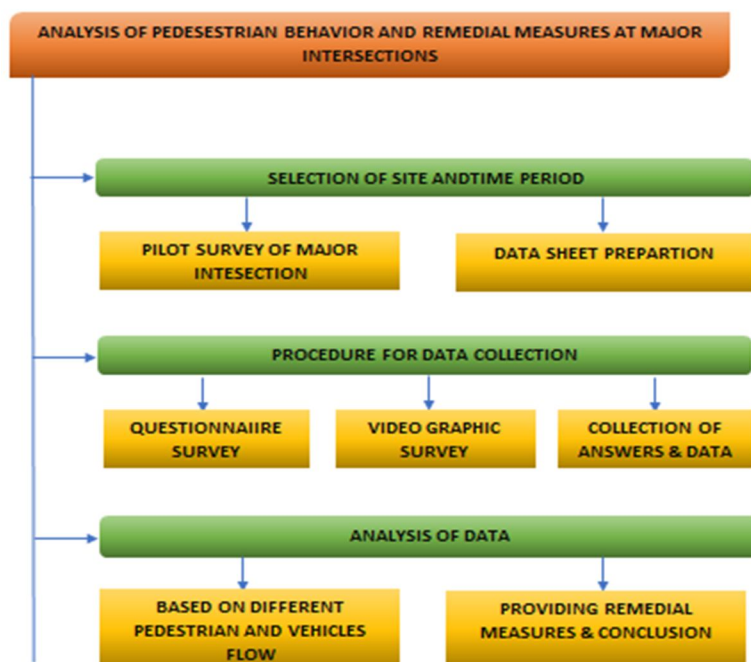 ANALYSIS OF PEDESESTRIAN BEHAVIOR AND REMEDIAL MEASURES AT MAJOR
INTERSECTIONS
SELECTION OF SITE ANDTIME PERIOD
PILOT SURVEY OF MAJOR
INTESECTION
DATA SHEET PREPARTION
PROCEDURE FOR DATA COLLECTION
QUESTIONNAIIRE
SURVEY
VIDEO GRAPHIC
SURVEY
COLLECTION OF
ANSWERS & DATA
ANALYSIS OF DATA
BASED ON DIFFERENT
PEDESTRIAN AND VEHICLES
FLOW
PROVIDING REMEDIAL
MEASURES & CONCLUSION